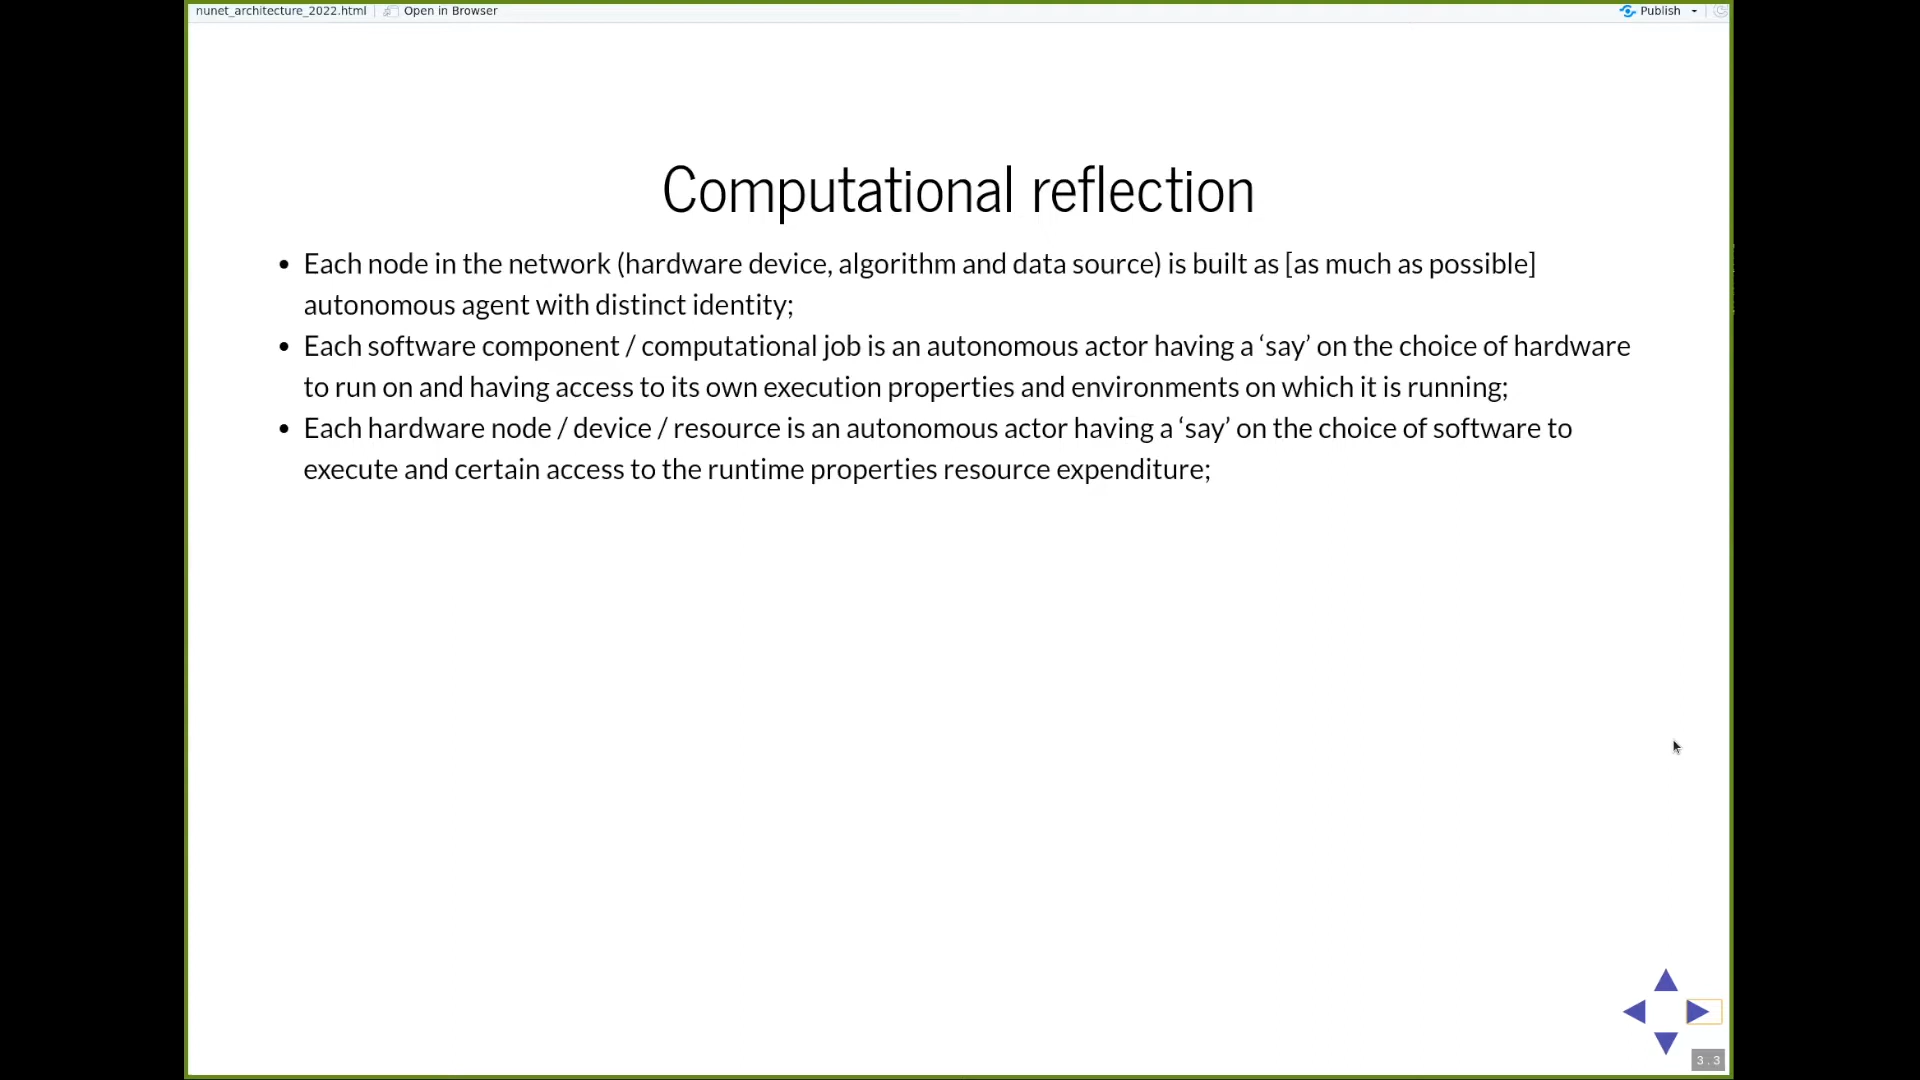 nunet_architecture_2022.html Open in Browser Publish
Computational reflection
• Each node in the network (hardware device, algorithm and data source) is built as [as much as possible]
autonomous agent with distinct identity;
• Each software component / computational job is an autonomous actor having a ‘say’ on the choice of hardware
to run on and having access to its own execution properties and environments on which it is running;
• Each hardware node / device / resource is an autonomous actor having a ‘say’ on the choice of software to
execute and certain access to the runtime properties resource expenditure;
3.3